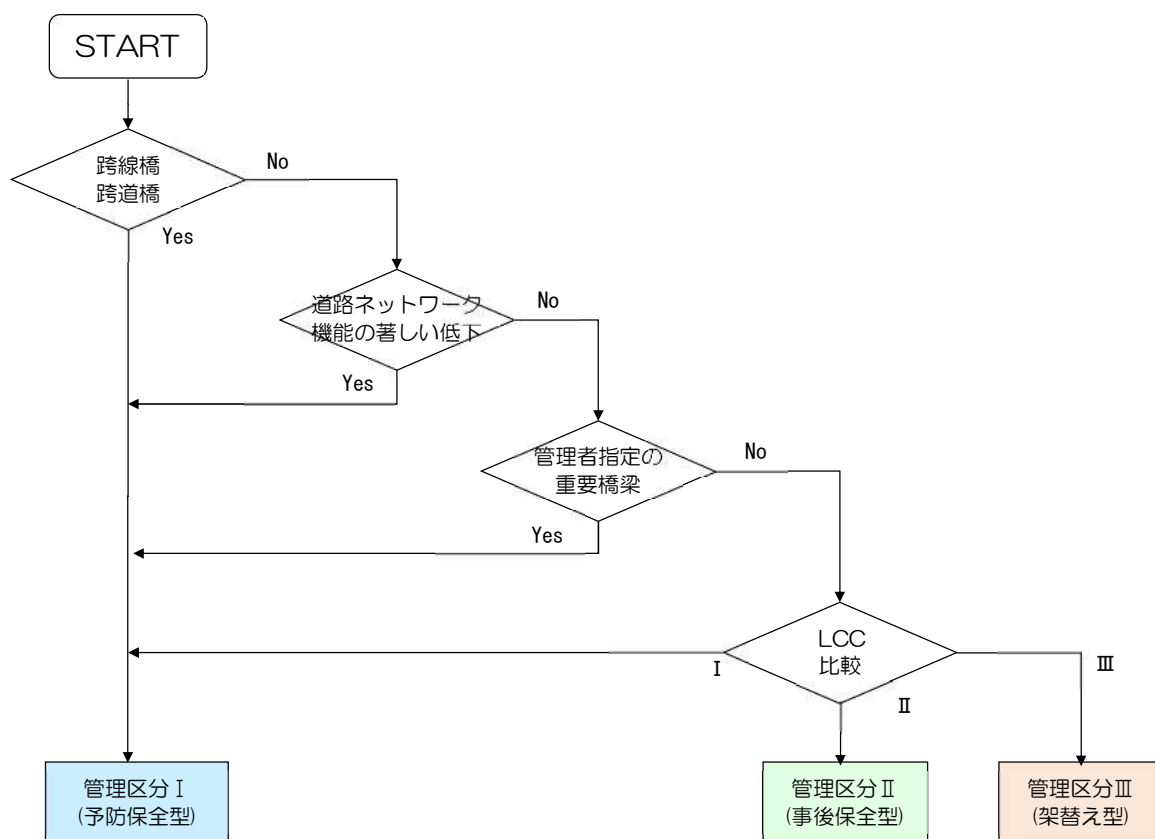 START
跨線橋
跨道橋
No
Yes
道路ネットワーク
機能の著しい低下
No
Yes
管理者指定の
重要橋梁
No
Yes
LCC
比較
Ⅰ
Ⅱ
Ⅲ
管理区分Ⅰ
(予防保全型)
管理区分Ⅱ
(事後保全型)
管理区分Ⅲ
(架替え型)